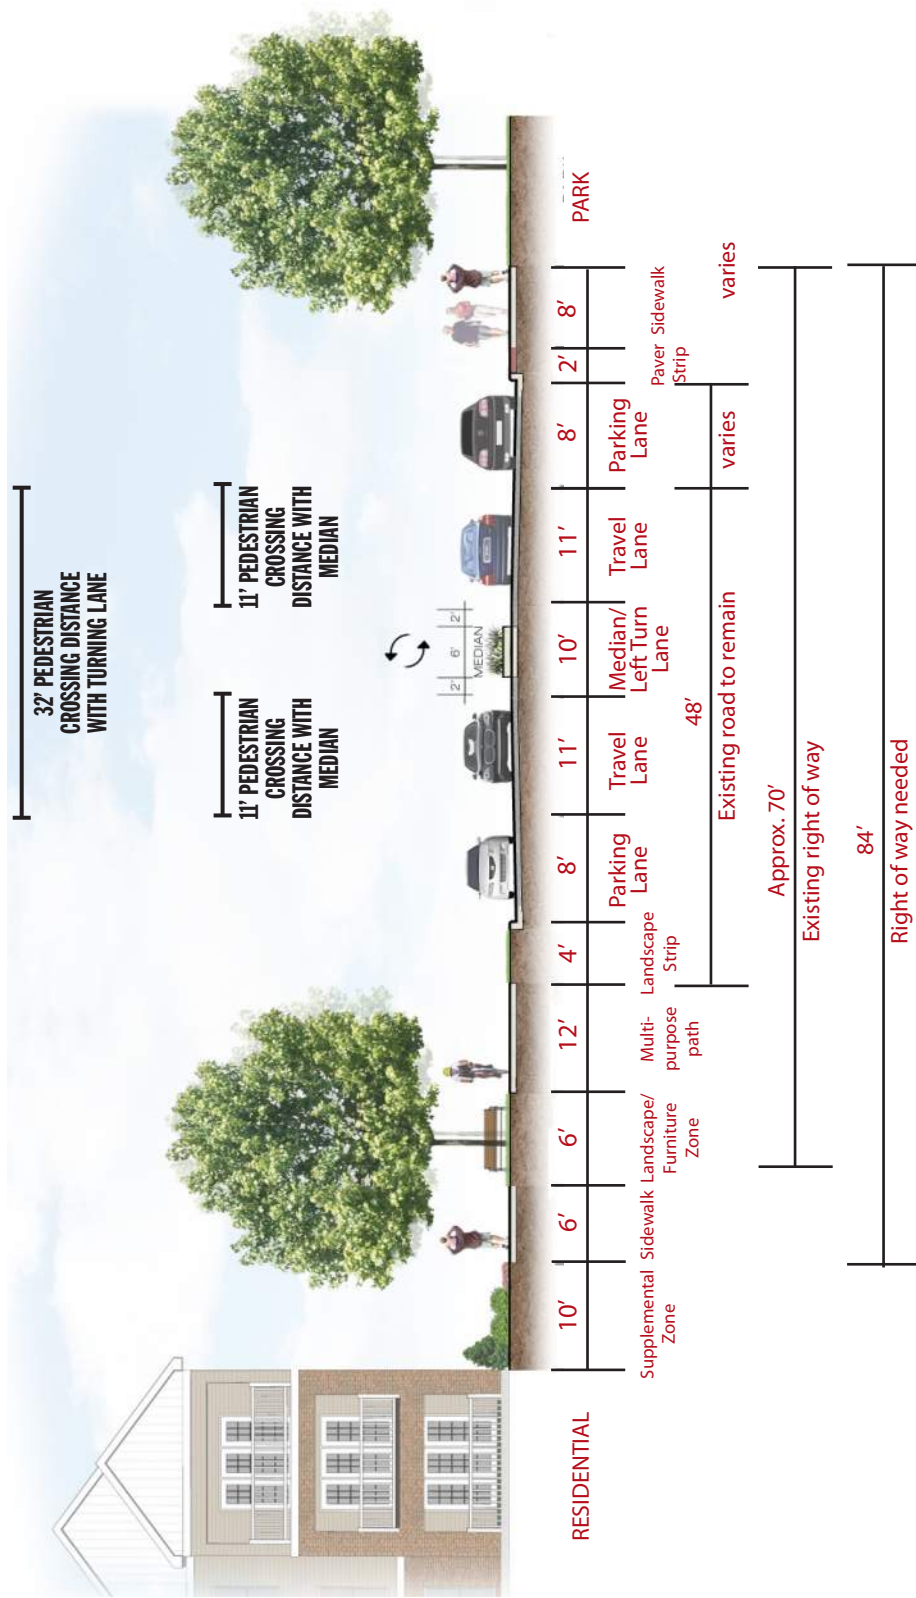 32' PEDESTRIAN
CROSSING DISTANCE
WITH TURNING LANE
11' PEDESTRIAN
CROSSING
DISTANCE WITH
MEDIAN
11' PEDESTRIAN
CROSSING
DISTANCE WITH
MEDIAN
2'
6'
2'
MEDIAN
RESIDENTIAL
10'
6'
6'
12'
4'
8'
11'
10'
11'
8'
2'
8'
PARK
Supplemental
Zone
Sidewalk
Landscape/
Furniture
Zone
Multi-
purpose
path
Landscape
Strip
Parking
Lane
Travel
Lane
Median/
Left Turn
Lane
Travel
Lane
Parking
Lane
Paver
Strip
Sidewalk
48'
Existing road to remain
varies
varies
Approx. 70'
Existing right of way
84'
Right of way needed